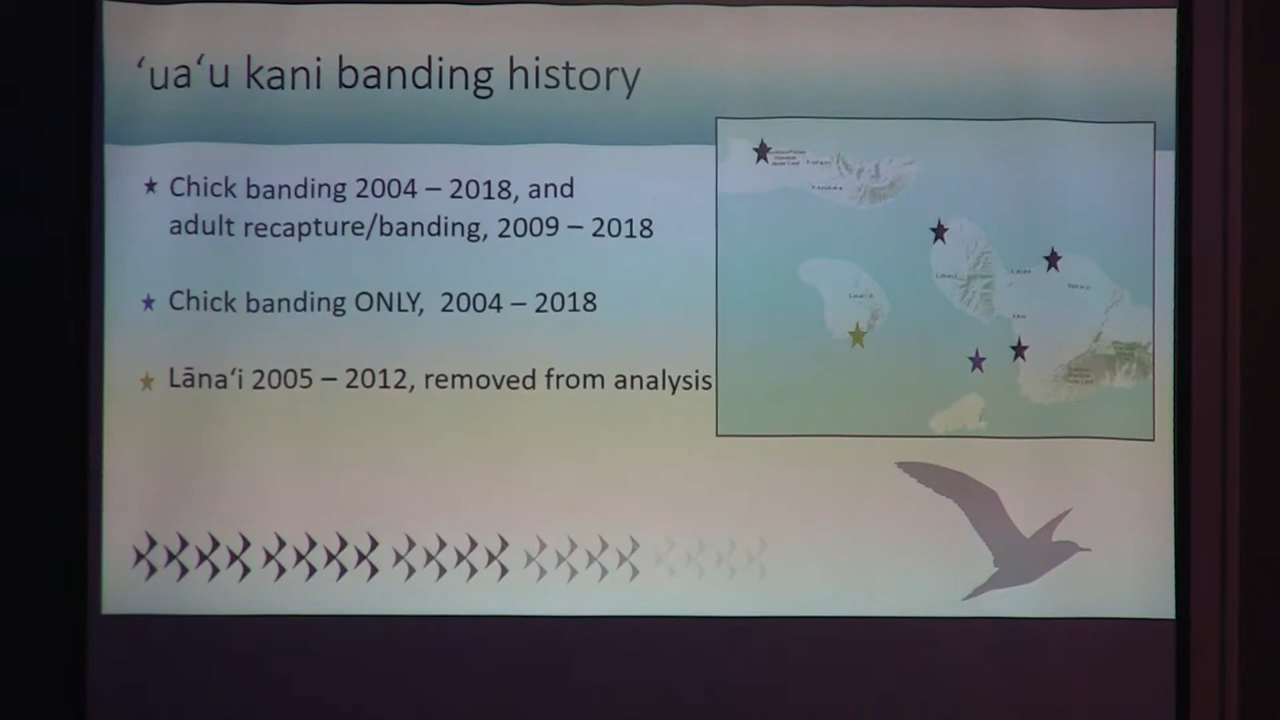 ʻuaʻu kani banding history
Chick banding 2004 – 2018, and
adult recapture/banding, 2009 – 2018
Chick banding ONLY, 2004 – 2018
Lānaʻi 2005 – 2012, removed from analysis